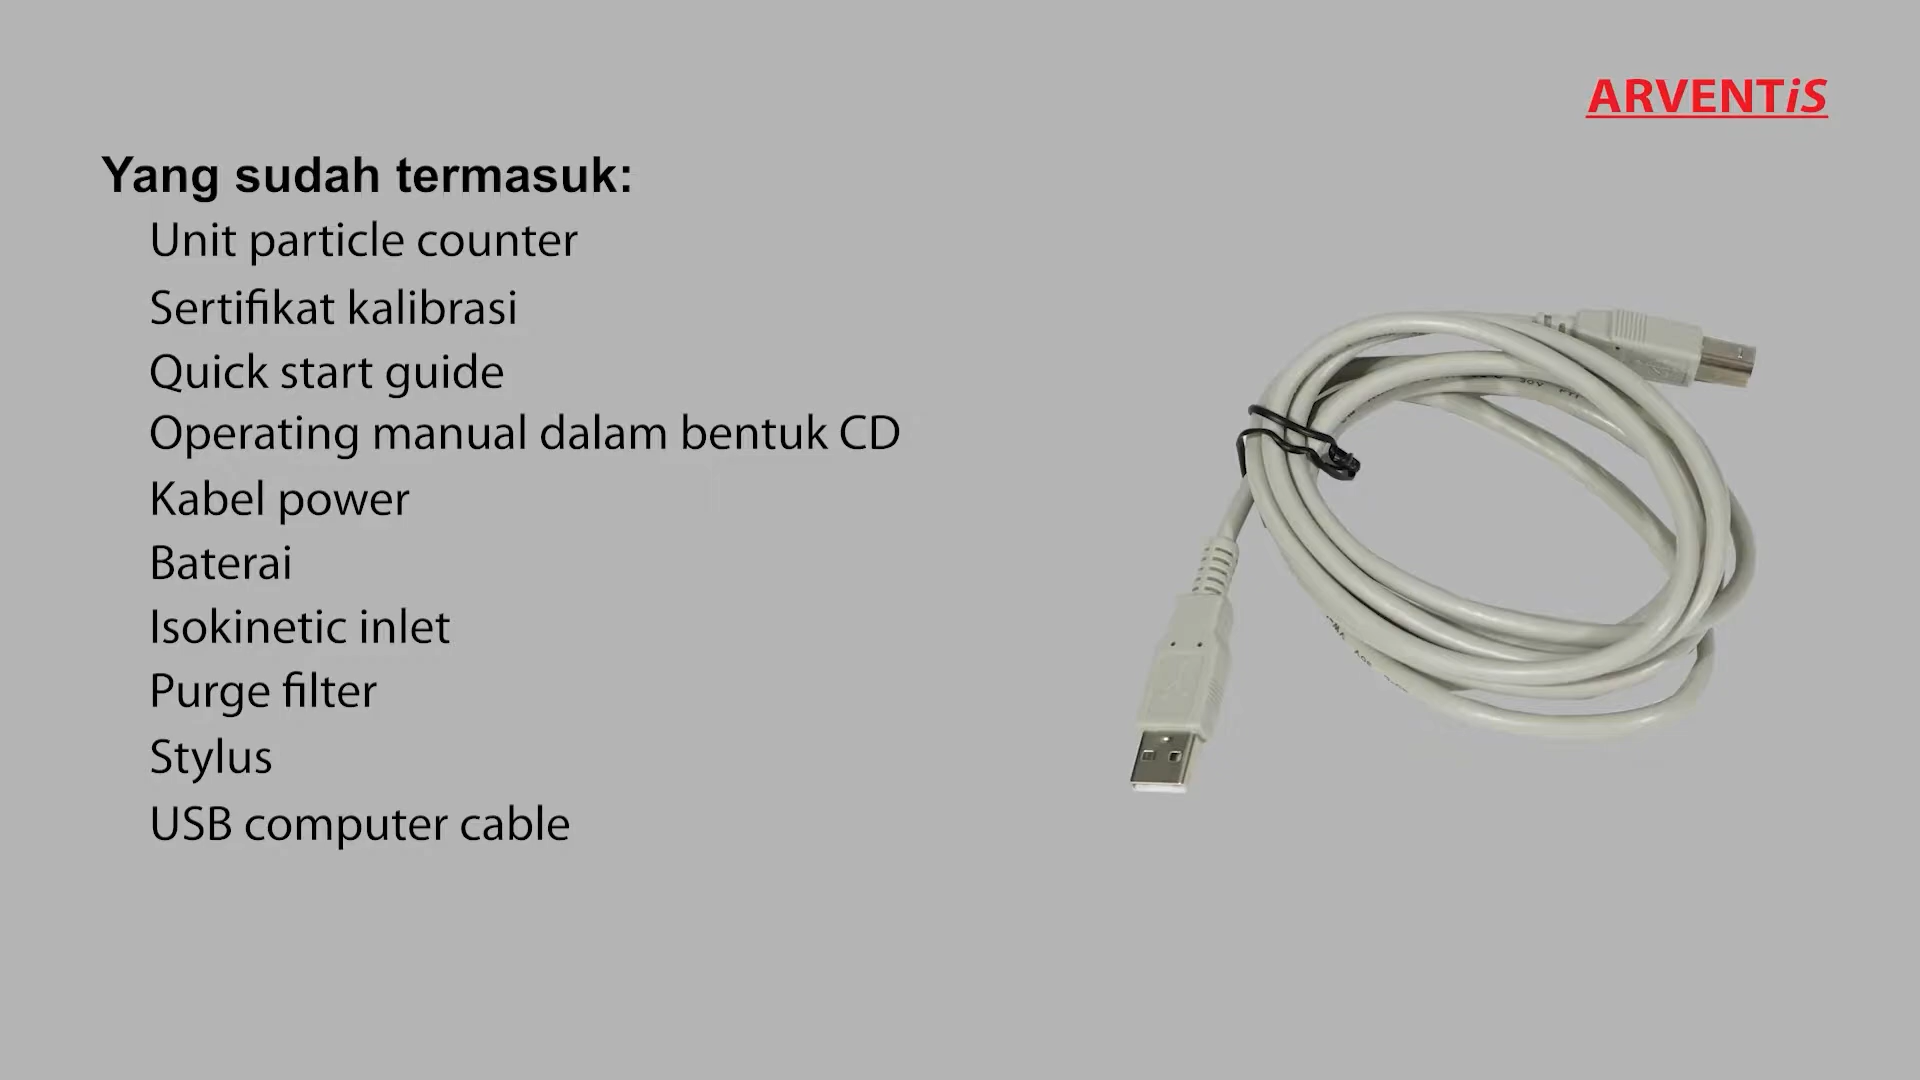 ARVENTiS
Yang sudah termasuk:
Unit particle counter
Sertifikat kalibrasi
Quick start guide
Operating manual dalam bentuk CD
Kabel power
Baterai
Isokinetic inlet
Purge filter
Stylus
USB computer cable